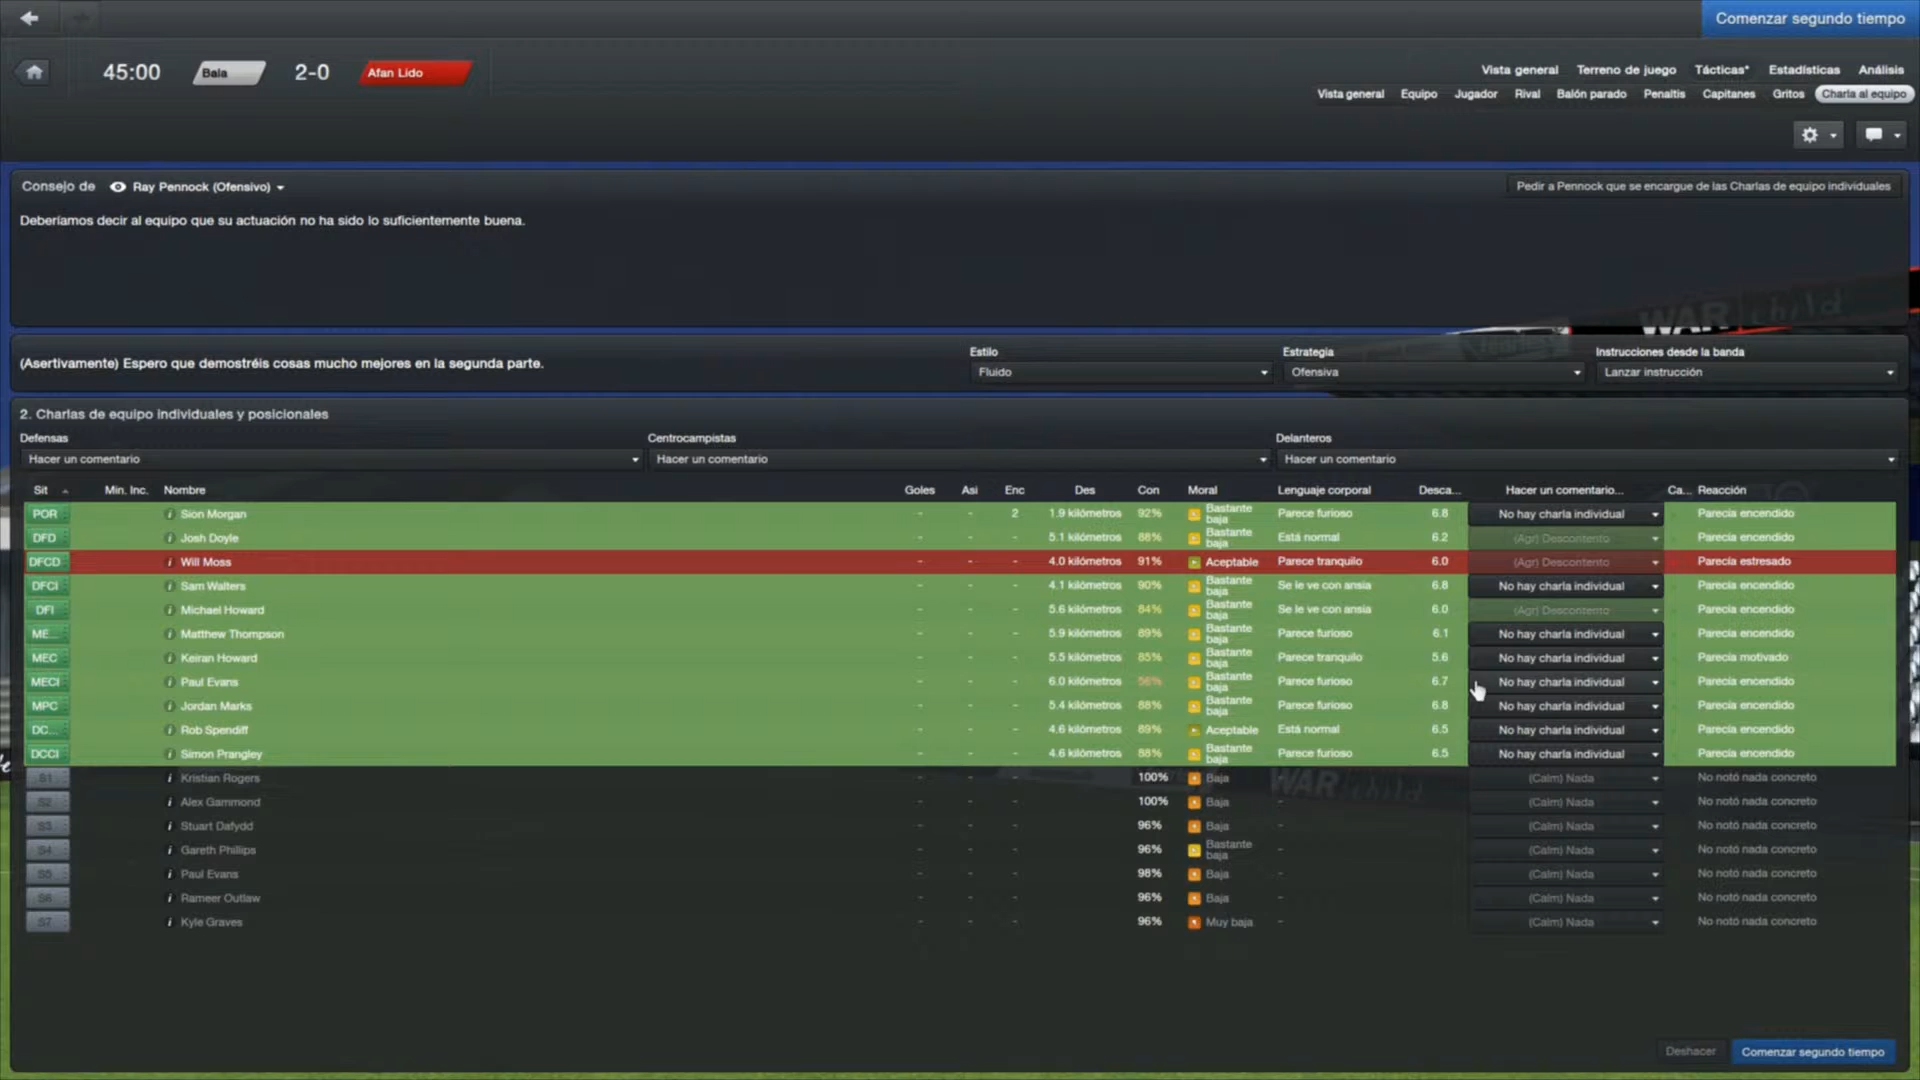 Comenzar segundo tiempo
45:00 Bala 2-0 Afan Lido
Vista general Terreno de juego Tácticas* Estadísticas Análisis
Vista general Equipo Jugador Rival Balón parado Penaltis Capitanes Gritos Charla al equipo
Consejo de Ray Pennock (Ofensivo) Pedir a Pennock que se encargue de las Charlas de equipo individuales
Deberíamos decir al equipo que su actuación no ha sido lo suficientemente buena.
WAR child
(Asertivamente) Espero que demostréis cosas mucho mejores en la segunda parte.
Estilo Estrategia Instrucciones desde la banda
Fluido Ofensiva Lanzar instrucción
2. Charlas de equipo individuales y posicionales
Defensas Centrocampistas Delanteros
Hacer un comentario Hacer un comentario Hacer un comentario
Sit Min. Inc. Nombre Goles Asi Enc Des Con Moral Lenguaje corporal Desca... Hacer un comentario... Ca... Reacción
POR i Sion Morgan - - 2 1.9 kilómetros 92% Bastante baja Parece furioso 6.8 No hay charla individual Parecía encendido
DFD i Josh Doyle - - - 5.1 kilómetros 88% Bastante baja Está normal 6.2 (Agr) Descontento Parecía encendido
DFCD i Will Moss - - - 4.0 kilómetros 91% Aceptable Parece tranquilo 6.0 (Agr) Descontento Parecía estresado
DFCI i Sam Walters - - - 4.1 kilómetros 90% Bastante baja Se le ve con ansia 6.8 No hay charla individual Parecía encendido
DFI i Michael Howard - - - 5.6 kilómetros 84% Bastante baja Se le ve con ansia 6.0 (Agr) Descontento Parecía encendido
ME... i Matthew Thompson - - - 5.9 kilómetros 89% Bastante baja Parece furioso 6.1 No hay charla individual Parecía encendido
MEC i Keiran Howard - - - 5.5 kilómetros 85% Bastante baja Parece tranquilo 5.6 No hay charla individual Parecía motivado
MECI i Paul Evans - - - 6.0 kilómetros 56% Bastante baja Parece furioso 6.7 No hay charla individual Parecía encendido
MPC i Jordan Marks - - - 5.4 kilómetros 88% Bastante baja Parece furioso 6.8 No hay charla individual Parecía encendido
DC... i Rob Spendiff - - - 4.6 kilómetros 89% Aceptable Está normal 6.5 No hay charla individual Parecía encendido
DCCI i Simon Prangley - - - 4.6 kilómetros 88% Bastante baja Parece furioso 6.5 No hay charla individual Parecía encendido
S1 i Kristian Rogers - - - 100% Baja - (Calm) Nada No notó nada concreto
S2 i Alex Gammond - - - 100% Baja - (Calm) Nada No notó nada concreto
S3 i Stuart Dafydd - - - 96% Baja - (Calm) Nada No notó nada concreto
S4 i Gareth Phillips - - - 96% Bastante baja - (Calm) Nada No notó nada concreto
S5 i Paul Evans - - - 98% Baja - (Calm) Nada No notó nada concreto
S6 i Rameer Outlaw - - - 96% Baja - (Calm) Nada No notó nada concreto
S7 i Kyle Graves - - - 96% Muy baja - (Calm) Nada No notó nada concreto
Deshacer Comenzar segundo tiempo